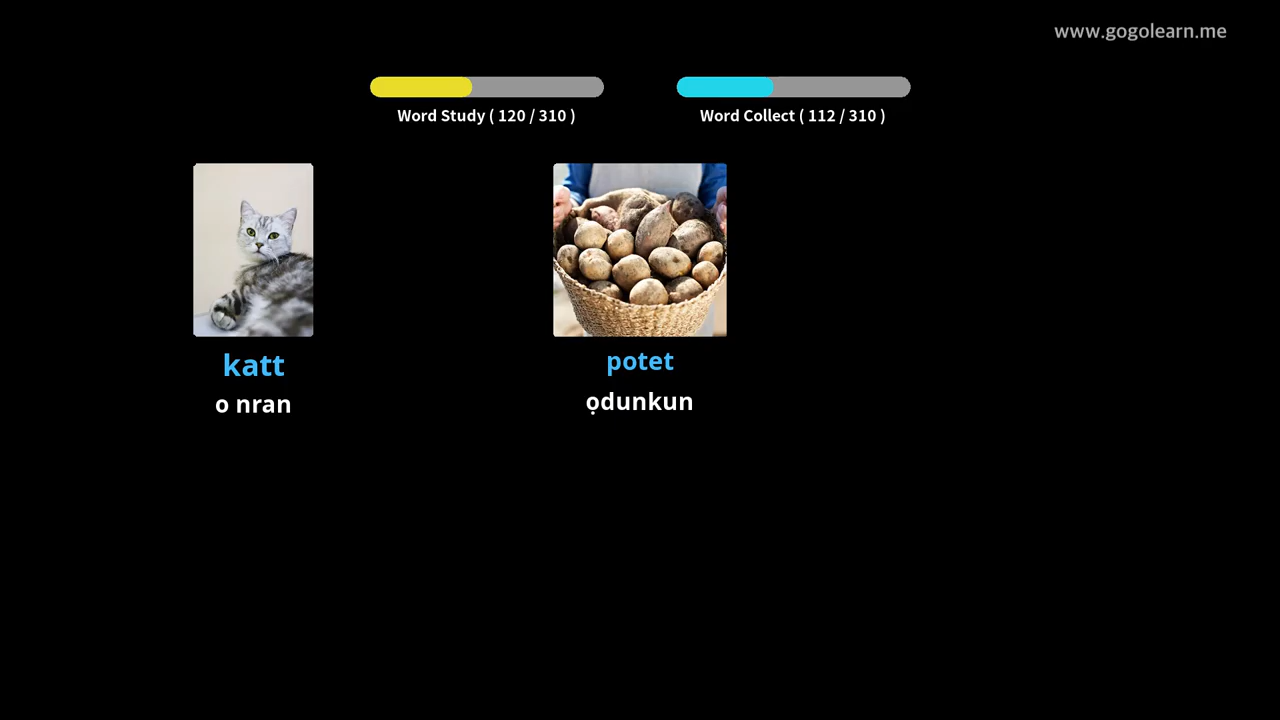 www.gogolearn.me
Word Study ( 120 / 310 )
Word Collect ( 112 / 310 )
katt
o nran
potet
ọdunkun